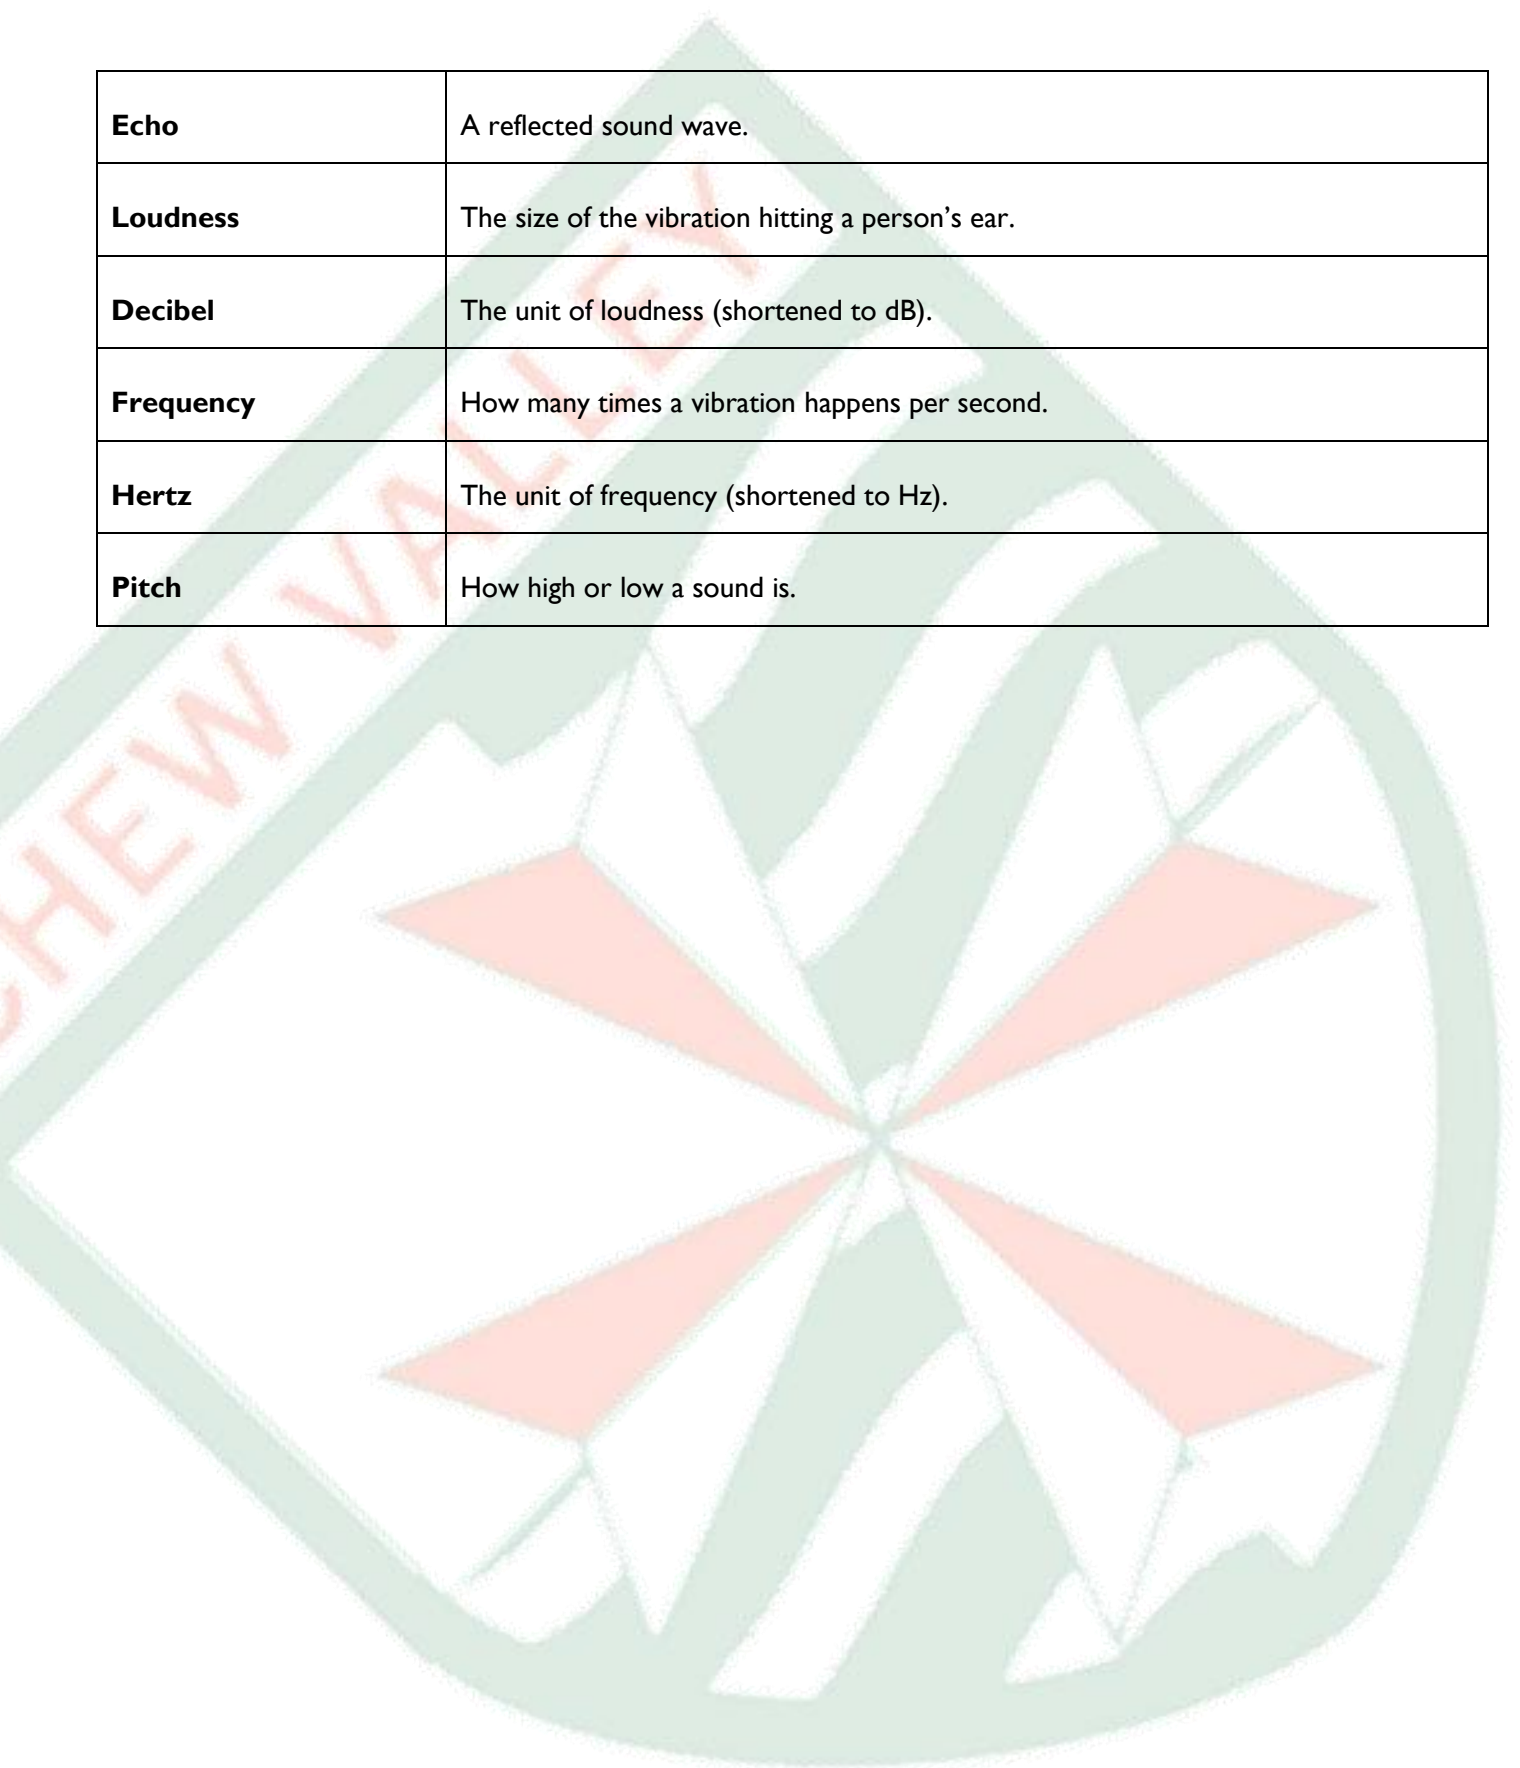 Echo
A reflected sound wave.
Loudness
The size of the vibration hitting a person’s ear.
Decibel
The unit of loudness (shortened to dB).
Frequency
How many times a vibration happens per second.
Hertz
The unit of frequency (shortened to Hz).
Pitch
How high or low a sound is.
CHEW VALLEY